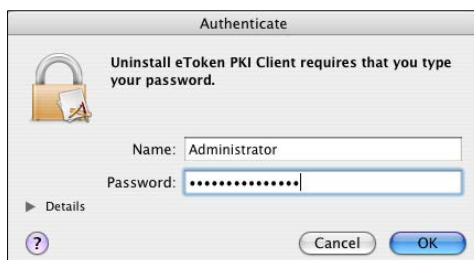 Authenticate
Uninstall eToken PKI Client requires that you type
your password.
Name: Administrator
Password: •••••••••••••••
Details
?
Cancel
OK